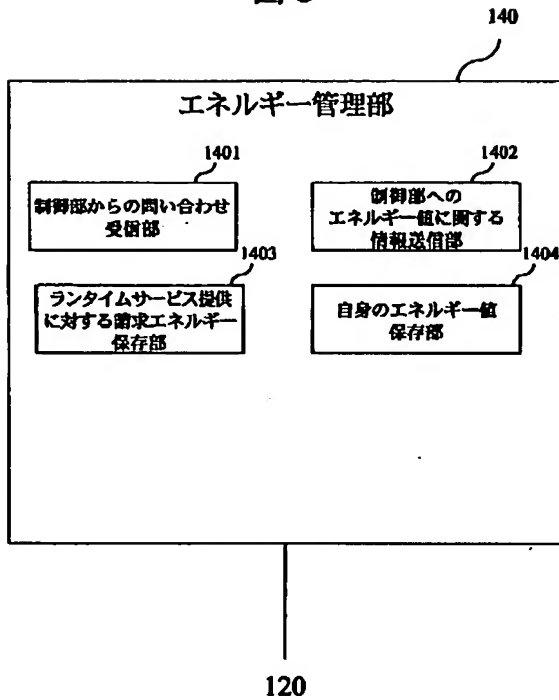 140
エネルギー管理部
1401
制御部からの問い合わせ
受信部
1402
制御部への
エネルギー値に関する
情報送信部
1403
ランタイムサービス提供
に対する請求エネルギー
保存部
1404
自身のエネルギー値
保存部
120